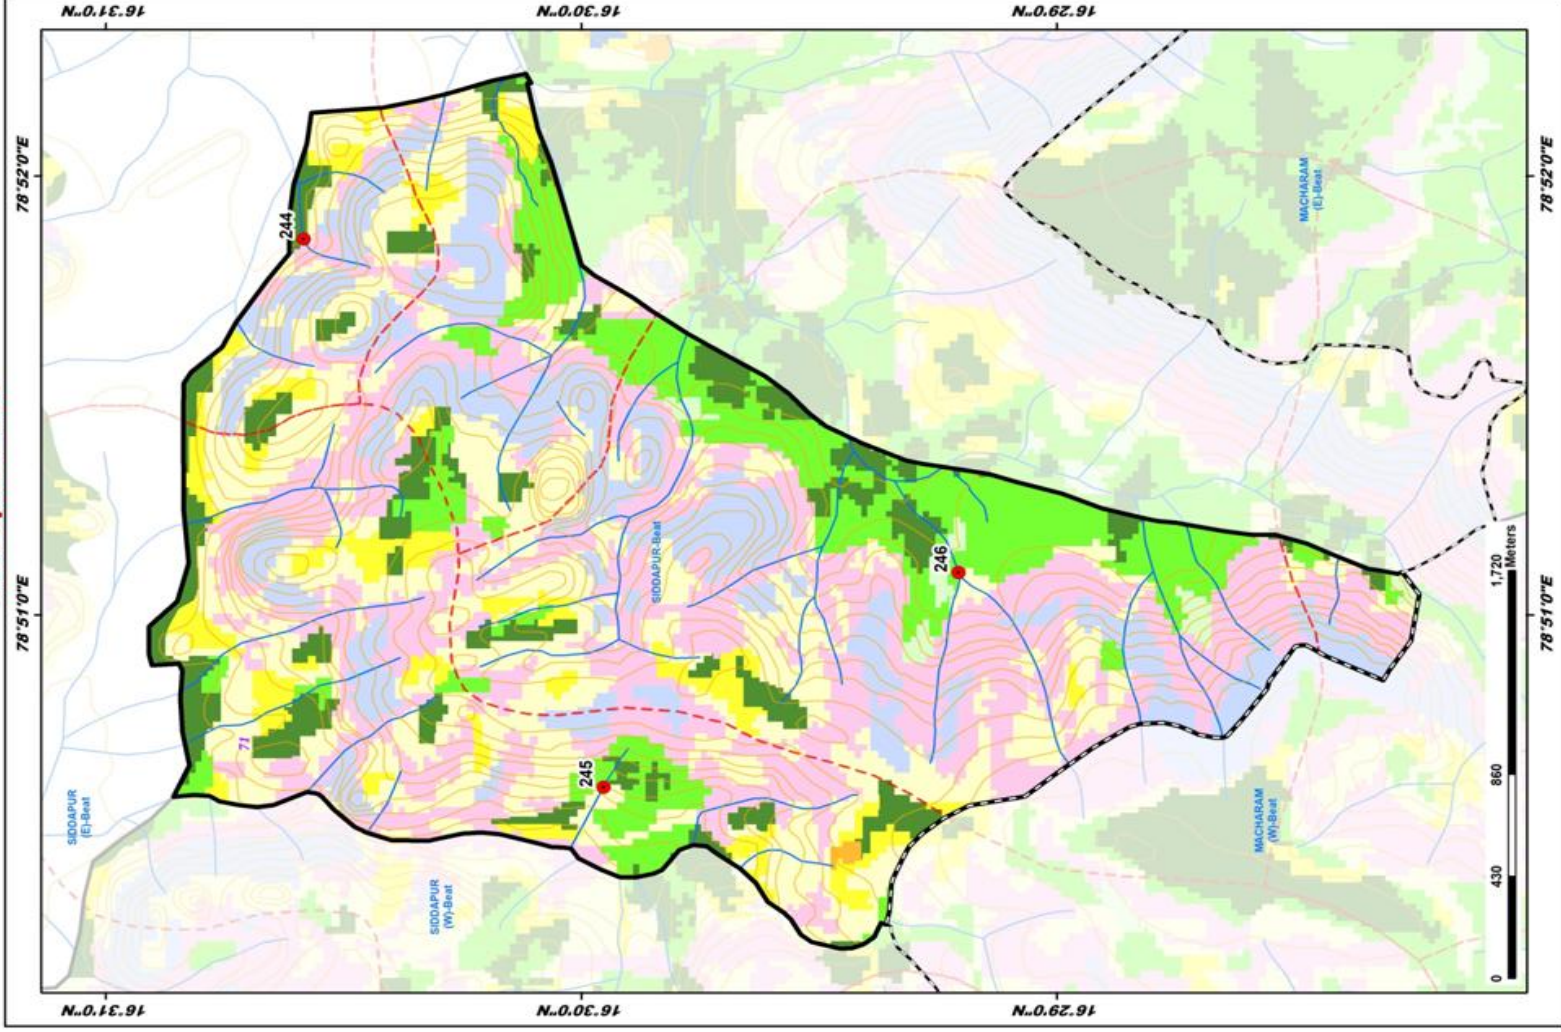 16°31'0"N
16°30'0"N
16°29'0"N
78°52'0"E
78°52'0"E
244
MACHARAM
(E)-Beat
SIDDAPUR-Beat
246
1,720
Meters
78°51'0"E
78°51'0"E
71
245
SIDDAPUR
(E)-Beat
860
MACHARAM
(W)-Beat
SIDDAPUR
(W)-Beat
430
0
16°31'0"N
16°30'0"N
16°29'0"N